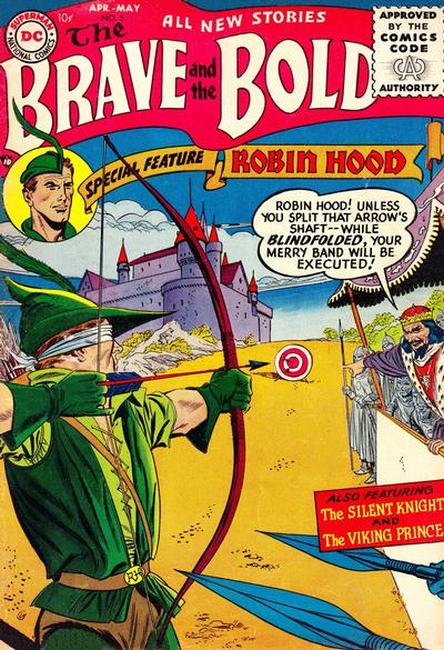 SUPERMAN
DC
NATIONAL COMICS
10¢
APR.-MAY
NO. 5
ALL NEW STORIES
APPROVED
BY THE
COMICS
CODE
CA
AUTHORITY
The
BRAVE and the BOLD
SPECIAL FEATURE
ROBIN HOOD
ROBIN HOOD! UNLESS
YOU SPLIT THAT ARROW'S
SHAFT--WHILE
BLINDFOLDED, YOUR
MERRY BAND WILL BE
EXECUTED!
ALSO FEATURING
The SILENT KNIGHT
AND
The VIKING PRINCE